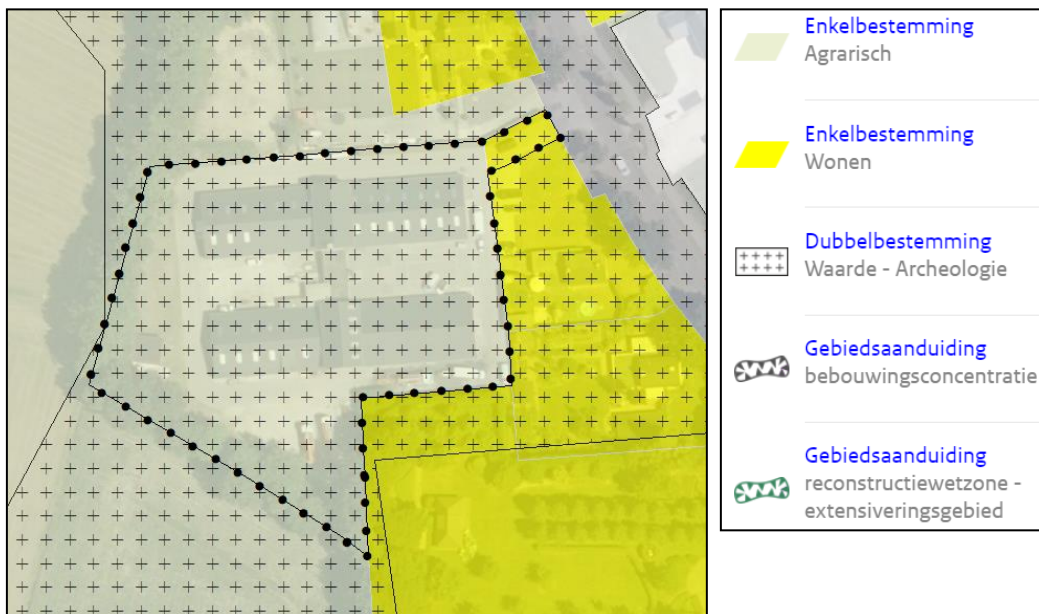 Enkelbestemming
Agrarisch
Enkelbestemming
Wonen
Dubbelbestemming
Waarde - Archeologie
Gebiedsaanduiding
bebouwingsconcentratie
Gebiedsaanduiding
reconstructiewetzone -
extensiveringsgebied